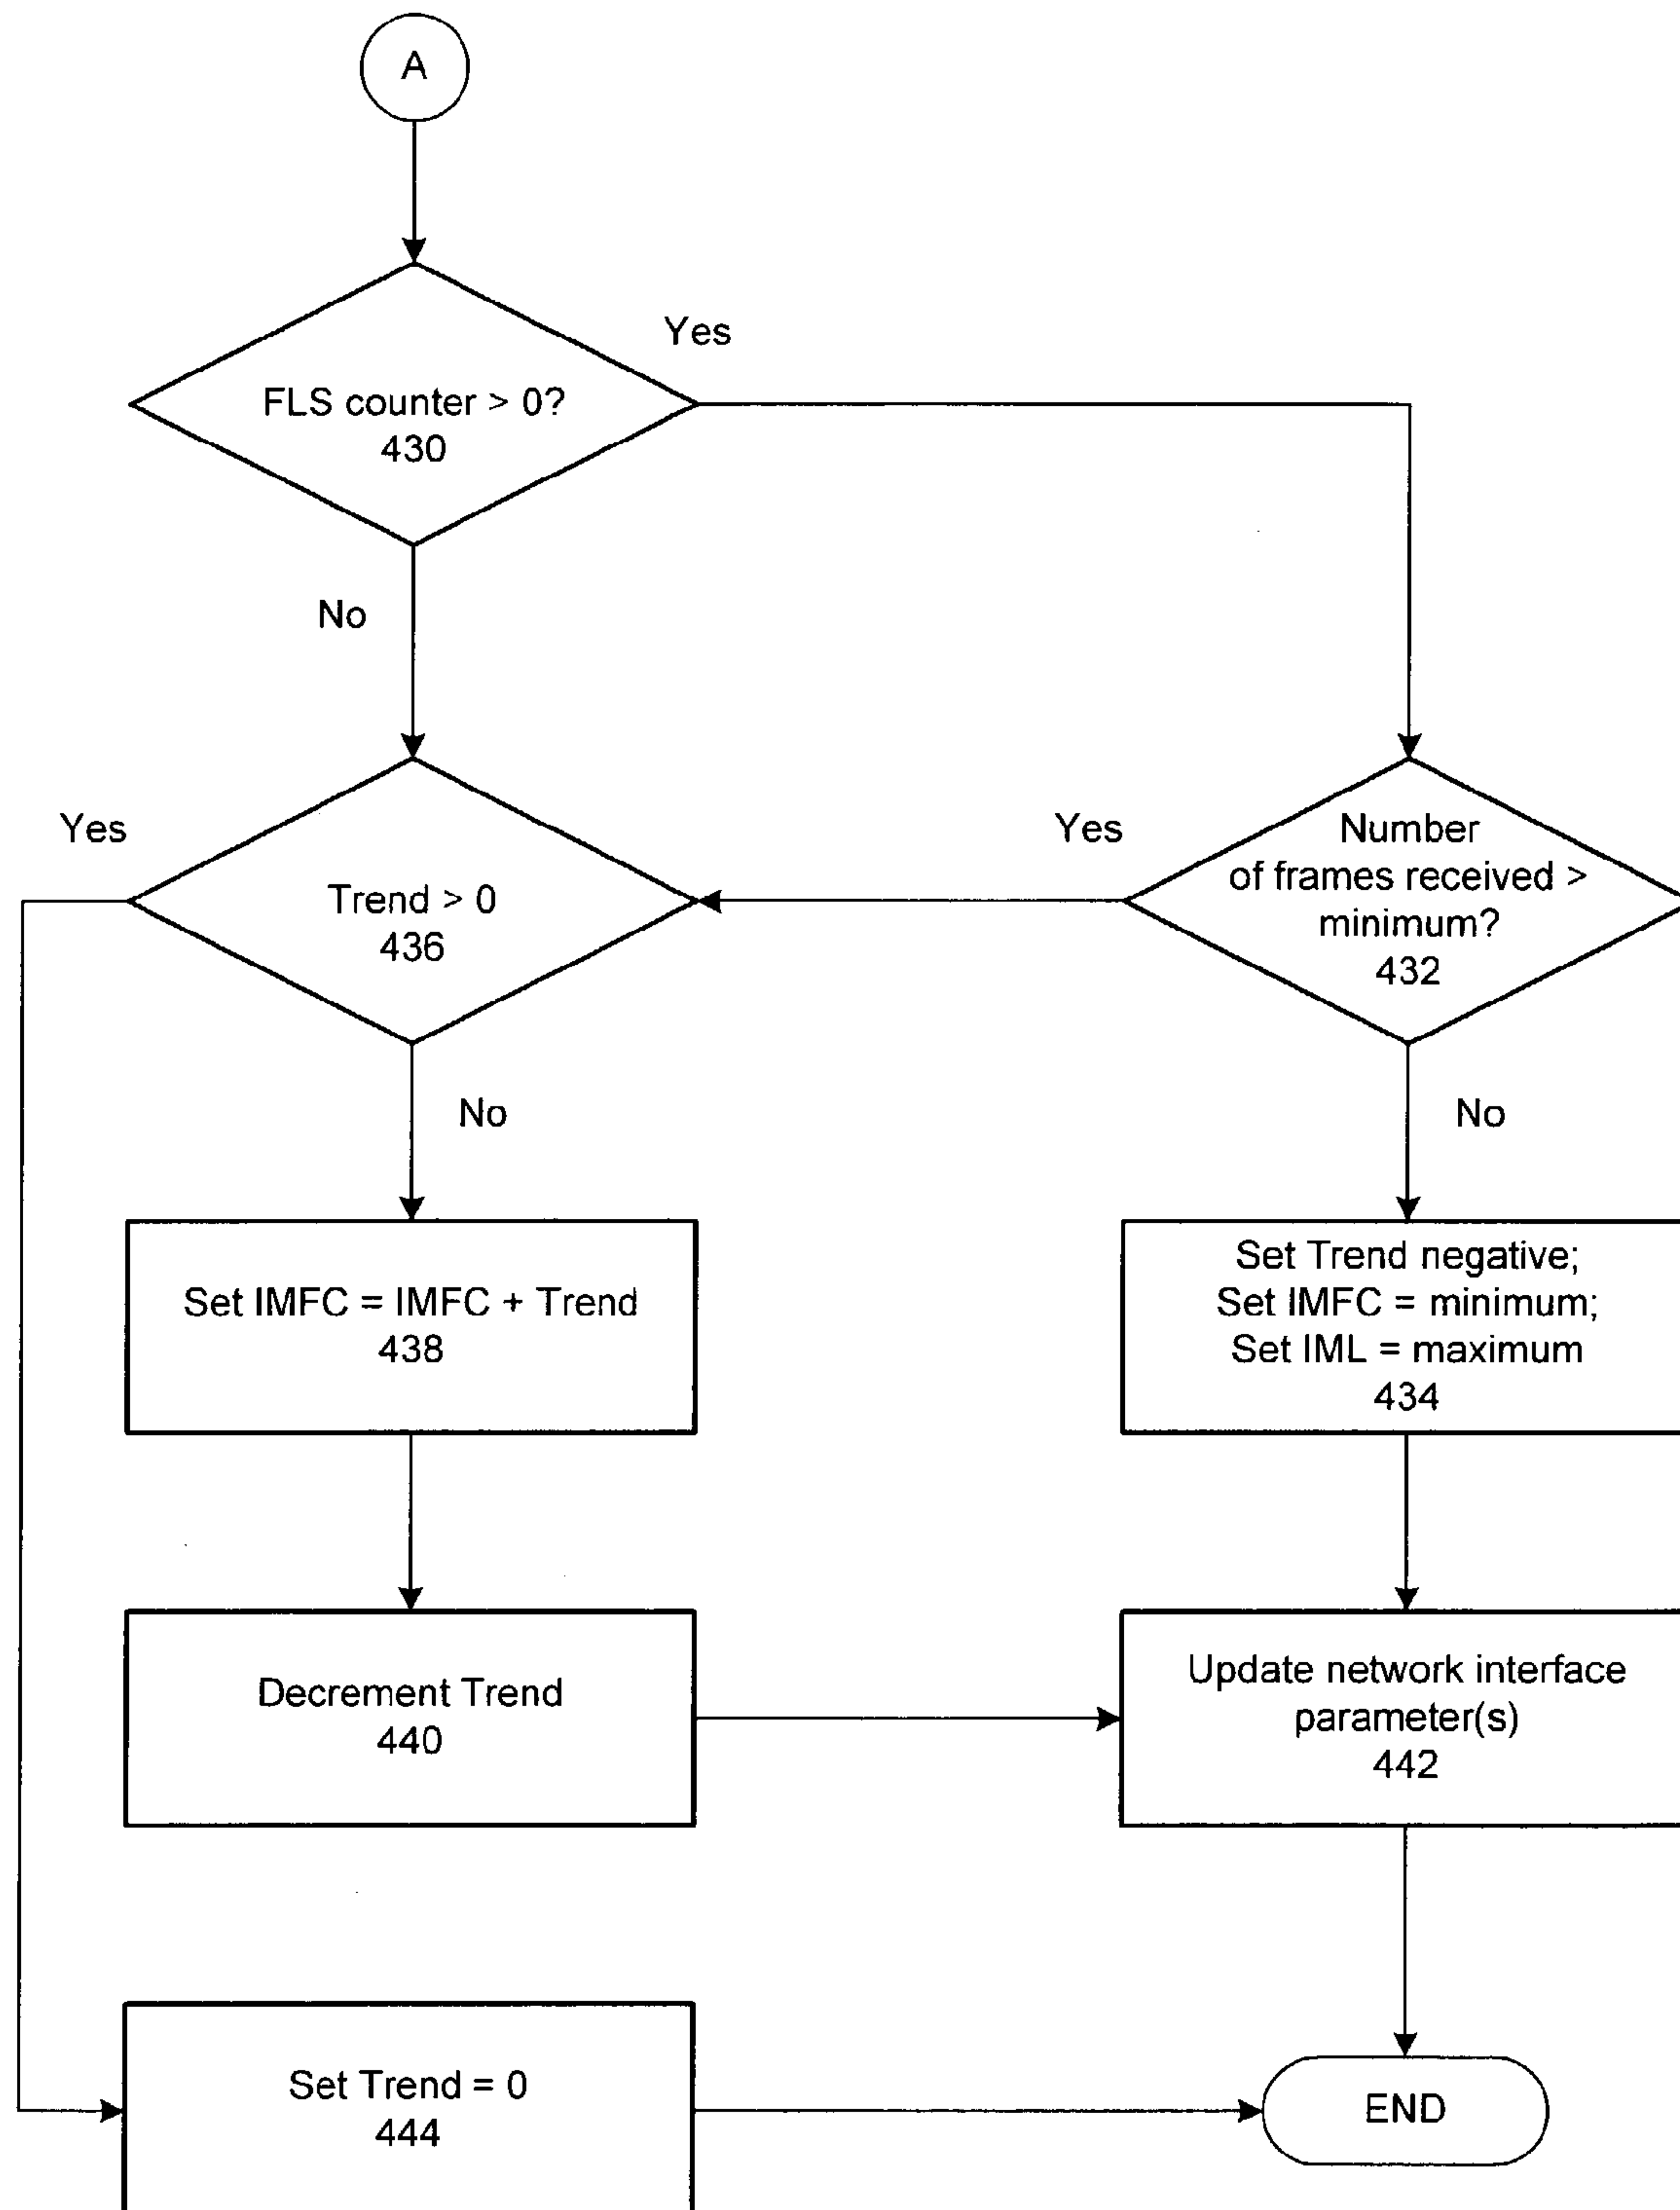 A
Yes
FLS counter > 0?
430
No
Yes
Trend > 0
436
Yes
Number
of frames received >
minimum?
432
No
No
Set IMFC = IMFC + Trend
438
Set Trend negative;
Set IMFC = minimum;
Set IML = maximum
434
Decrement Trend
440
Update network interface
parameter(s)
442
Set Trend = 0
444
END